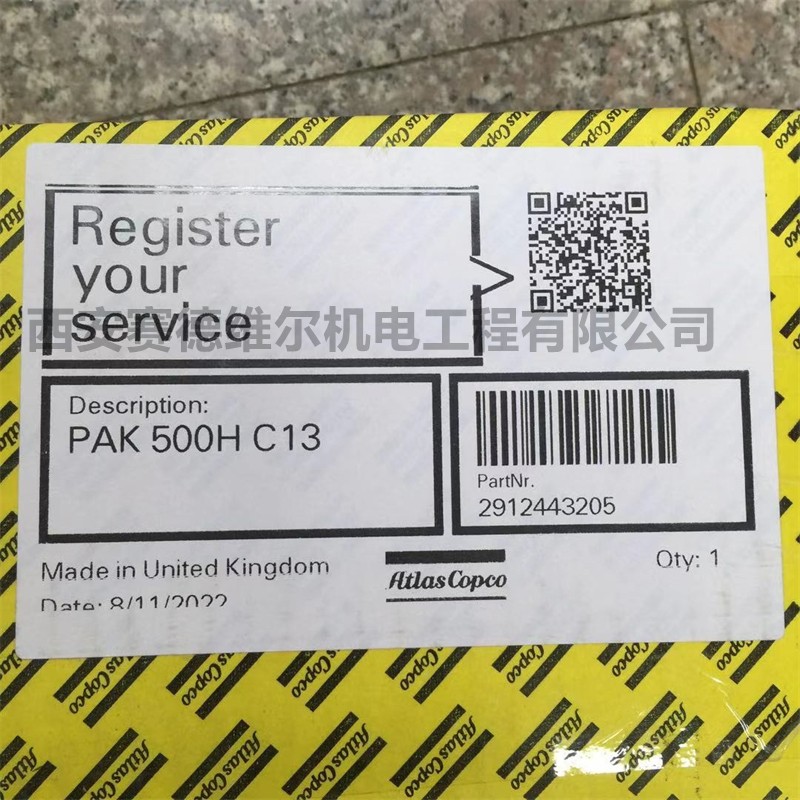 Register
your
service
西安赛德维尔机电工程有限公司
Description:
PAK 500H C13
PartNr.
2912443205
Made in United Kingdom
Date: 8/11/2022
Atlas Copco
Qty: 1